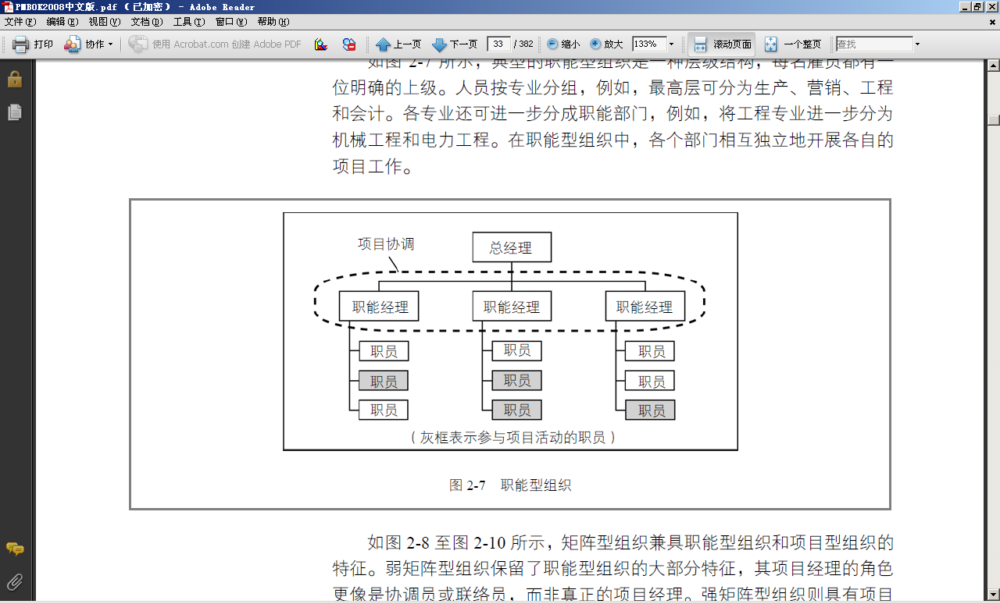 PMBOK2008中文版.pdf (已加密) - Adobe Reader
文件(F) 编辑(E) 视图(V) 文档(D) 工具(T) 窗口(W) 帮助(H)
打印 协作 使用 Acrobat.com 创建 Adobe PDF 上一页 下一页 33 / 382 缩小 放大 133% 滚动页面 一个整页 查找
如图 2-7 所示，典型的职能型组织是一种层级结构，每名雇员都有一
位明确的上级。人员按专业分组，例如，最高层可分为生产、营销、工程
和会计。各专业还可进一步分成职能部门，例如，将工程专业进一步分为
机械工程和电力工程。在职能型组织中，各个部门相互独立地开展各自的
项目工作。
项目协调
总经理
职能经理 职能经理 职能经理
职员 职员 职员
职员 职员 职员
职员 职员 职员
（灰框表示参与项目活动的职员）
图 2-7 职能型组织
如图 2-8 至图 2-10 所示，矩阵型组织兼具职能型组织和项目型组织的
特征。弱矩阵型组织保留了职能型组织的大部分特征，其项目经理的角色
更像是协调员或联络员，而非真正的项目经理。强矩阵型组织则具有项目